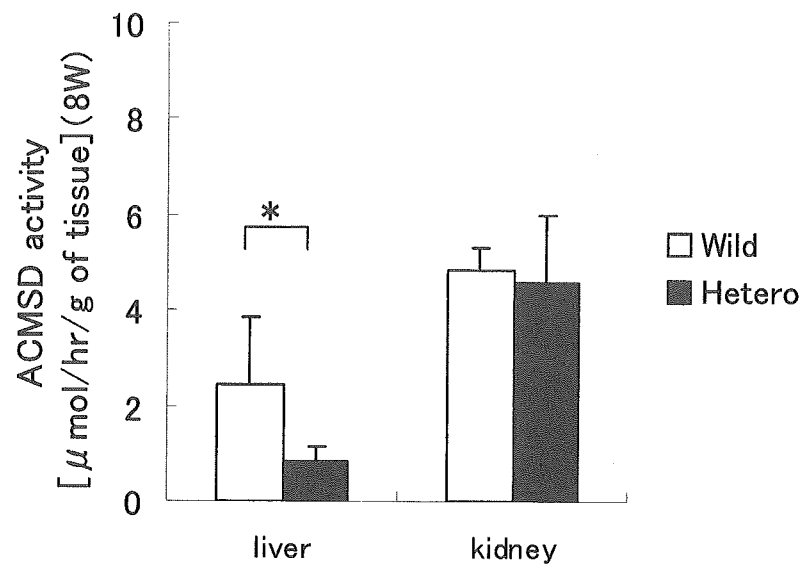 ACMSD activity
[μmol/hr/g of tissue](8W)
10
8
6
4
2
0
*
liver
kidney
Wild
Hetero